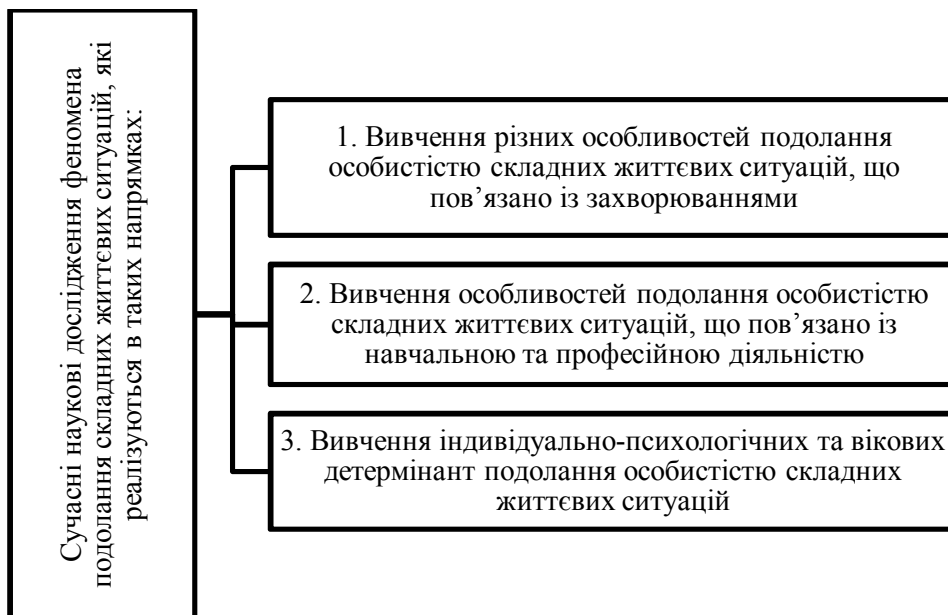 Сучасні наукові дослідження феномена
подолання складних життєвих ситуацій, які
реалізуються в таких напрямках:
1. Вивчення різних особливостей подолання
особистістю складних життєвих ситуацій, що
пов’язано із захворюваннями
2. Вивчення особливостей подолання особистістю
складних життєвих ситуацій, що пов’язано із
навчальною та професійною діяльністю
3. Вивчення індивідуально-психологічних та вікових
детермінант подолання особистістю складних
життєвих ситуацій